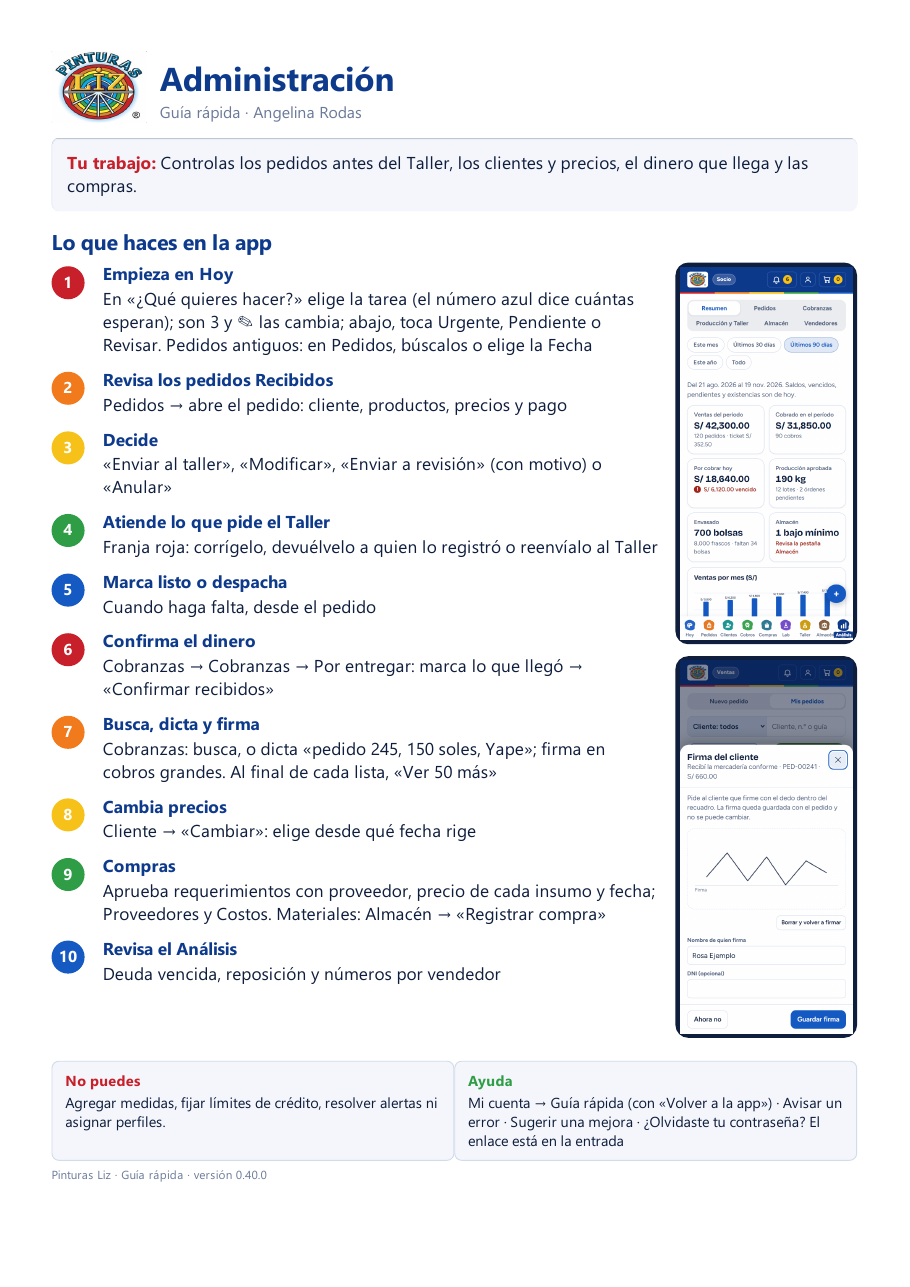 PINTURAS
LIZ
®
Administración
Guía rápida · Angelina Rodas
Tu trabajo: Controlas los pedidos antes del Taller, los clientes y precios, el dinero que llega y las
compras.
Lo que haces en la app
1
Empieza en Hoy
En «¿Qué quieres hacer?» elige la tarea (el número azul dice cuántas
esperan); son 3 y ✎ las cambia; abajo, toca Urgente, Pendiente o
Revisar. Pedidos antiguos: en Pedidos, búscalos o elige la Fecha
2
Revisa los pedidos Recibidos
Pedidos → abre el pedido: cliente, productos, precios y pago
3
Decide
«Enviar al taller», «Modificar», «Enviar a revisión» (con motivo) o
«Anular»
4
Atiende lo que pide el Taller
Franja roja: corrígelo, devuélvelo a quien lo registró o reenvíalo al Taller
5
Marca listo o despacha
Cuando haga falta, desde el pedido
6
Confirma el dinero
Cobranzas → Cobranzas → Por entregar: marca lo que llegó →
«Confirmar recibidos»
7
Busca, dicta y firma
Cobranzas: busca, o dicta «pedido 245, 150 soles, Yape»; firma en
cobros grandes. Al final de cada lista, «Ver 50 más»
8
Cambia precios
Cliente → «Cambiar»: elige desde qué fecha rige
9
Compras
Aprueba requerimientos con proveedor, precio de cada insumo y fecha;
Proveedores y Costos. Materiales: Almacén → «Registrar compra»
10
Revisa el Análisis
Deuda vencida, reposición y números por vendedor
Socio
Resumen Pedidos Cobranzas
Producción y Taller Almacén Vendedores
Este mes Últimos 30 días Últimos 90 días
Este año Todo
Del 21 ago. 2026 al 19 nov. 2026. Saldos, vencidos,
pendientes y existencias son de hoy.
Ventas del período Cobrado en el período
S/ 42,300.00 S/ 31,850.00
120 pedidos · ticket S/ 90 cobros
352.50
Por cobrar hoy Producción aprobada
S/ 18,640.00 190 kg
S/ 6,120.00 vencido 12 lotes · 2 órdenes
pendientes
Envasado Almacén
700 bolsas 1 bajo mínimo
8,000 frascos · faltan 34 Revisa la pestaña
bolsas Almacén
Ventas por mes (S/)
+
Hoy Pedidos Clientes Cobros Compras Lab Taller Almacén Análisis
Ventas
Nuevo pedido Mis pedidos
Cliente: todos Cliente, n.° o guía
Firma del cliente
Recibí la mercadería conforme · PED-00241 ·
S/ 660.00
Pide al cliente que firme con el dedo dentro del
recuadro. La firma queda guardada con el pedido y
no se puede cambiar.
Firma
Borrar y volver a firmar
Nombre de quien firma
Rosa Ejemplo
DNI (opcional)
Ahora no Guardar firma
No puedes
Agregar medidas, fijar límites de crédito, resolver alertas ni
asignar perfiles.
Ayuda
Mi cuenta → Guía rápida (con «Volver a la app») · Avisar un
error · Sugerir una mejora · ¿Olvidaste tu contraseña? El
enlace está en la entrada
Pinturas Liz · Guía rápida · versión 0.40.0